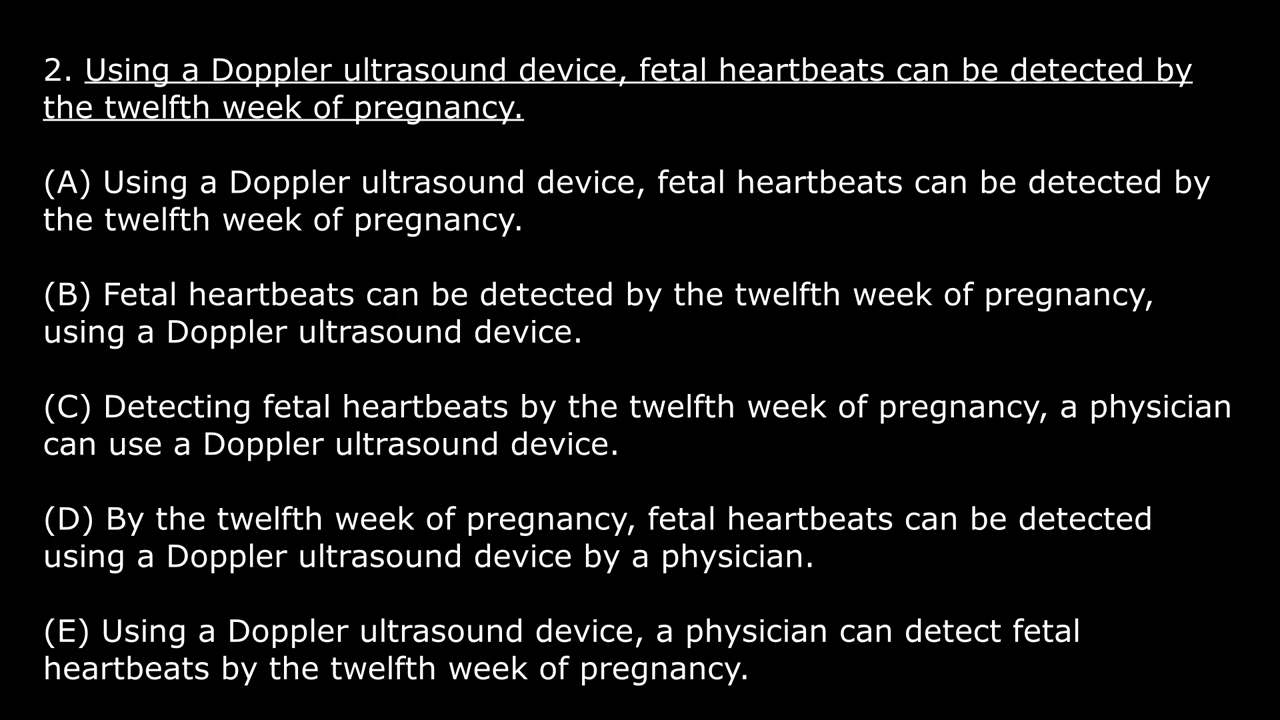 2. Using a Doppler ultrasound device, fetal heartbeats can be detected by
the twelfth week of pregnancy.
(A) Using a Doppler ultrasound device, fetal heartbeats can be detected by
the twelfth week of pregnancy.
(B) Fetal heartbeats can be detected by the twelfth week of pregnancy,
using a Doppler ultrasound device.
(C) Detecting fetal heartbeats by the twelfth week of pregnancy, a physician
can use a Doppler ultrasound device.
(D) By the twelfth week of pregnancy, fetal heartbeats can be detected
using a Doppler ultrasound device by a physician.
(E) Using a Doppler ultrasound device, a physician can detect fetal
heartbeats by the twelfth week of pregnancy.